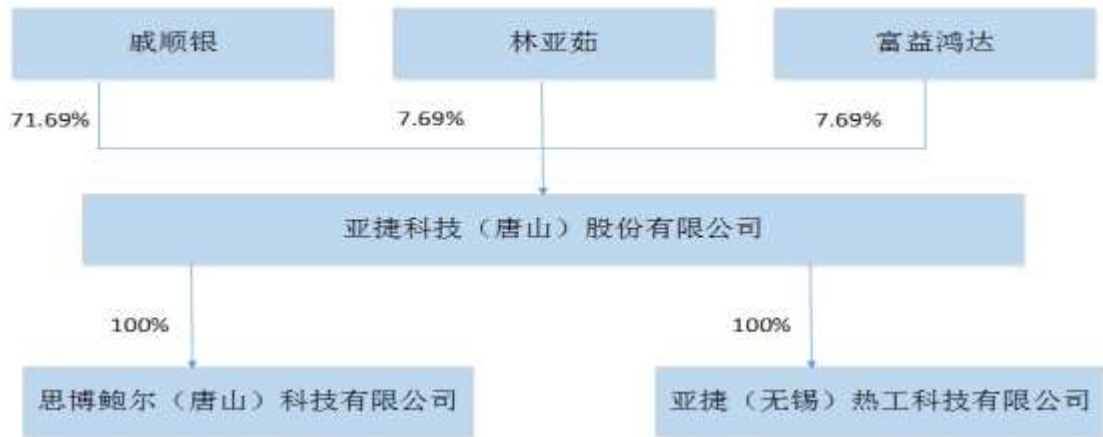 戚顺银
林亚茹
富益鸿达
71.69%
7.69%
7.69%
亚捷科技（唐山）股份有限公司
100%
100%
思博鲍尔（唐山）科技有限公司
亚捷（无锡）热工科技有限公司